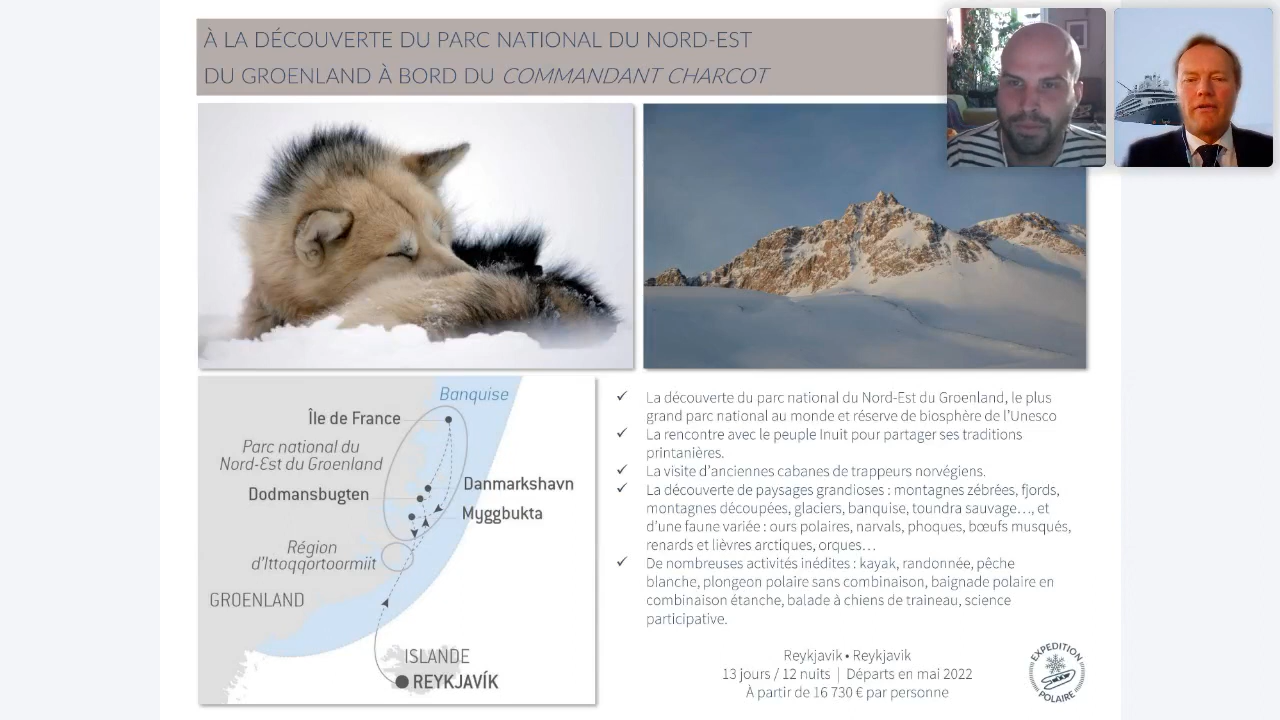 À LA DÉCOUVERTE DU PARC NATIONAL DU NORD-EST
DU GROENLAND À BORD DU COMMANDANT CHARCOT
Banquise
Île de France
Parc national du
Nord-Est du Groenland
Dodmansbugten
Danmarkshavn
Myggbukta
Région
d'Ittoqqortoormiit
GROENLAND
ISLANDE
REYKJAVÍK
✓ La découverte du parc national du Nord-Est du Groenland, le plus
grand parc national au monde et réserve de biosphère de l'Unesco
✓ La rencontre avec le peuple Inuit pour partager ses traditions
printanières.
✓ La visite d'anciennes cabanes de trappeurs norvégiens.
✓ La découverte de paysages grandioses : montagnes zébrées, fjords,
montagnes découpées, glaciers, banquise, toundra sauvage…, et
d'une faune variée : ours polaires, narvals, phoques, bœufs musqués,
renards et lièvres arctiques, orques…
✓ De nombreuses activités inédites : kayak, randonnée, pêche
blanche, plongeon polaire sans combinaison, baignade polaire en
combinaison étanche, balade à chiens de traineau, science
participative.
Reykjavik • Reykjavik
13 jours / 12 nuits | Départs en mai 2022
À partir de 16 730 € par personne
EXPEDITION
POLAIRE